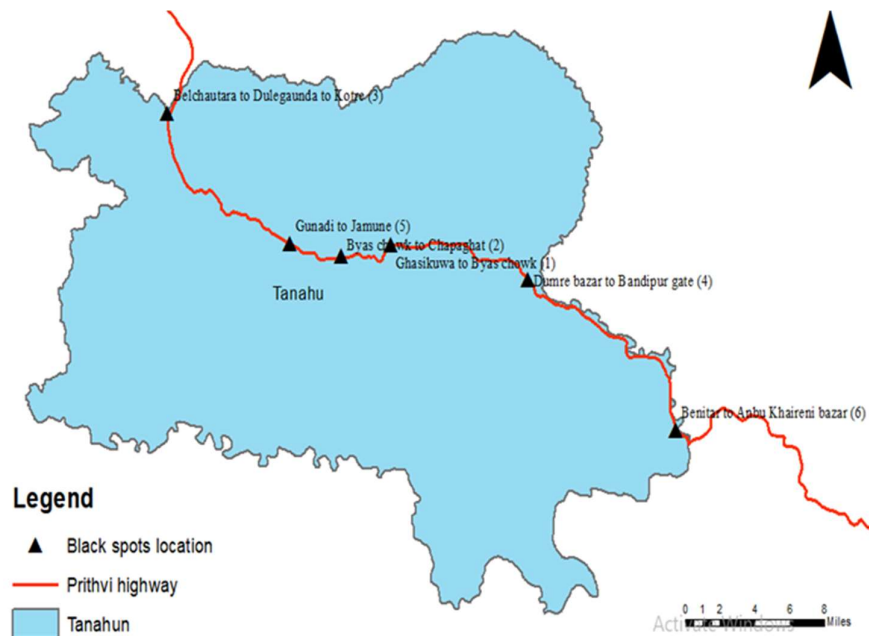 Belchautara to Dulegaunda to Kotre (3)
Gunadi to Jamune (5)
Byas chowk to Chapaghat (2)
Ghasikuwa to Byas chowk (1)
Dumre bazar to Bandipur gate (4)
Tanahu
Benitar to Anbu Khaireni bazar (6)
Legend
Black spots location
Prithvi highway
Tanahun
Activate Windows
0 1 2 4 6 8
Miles